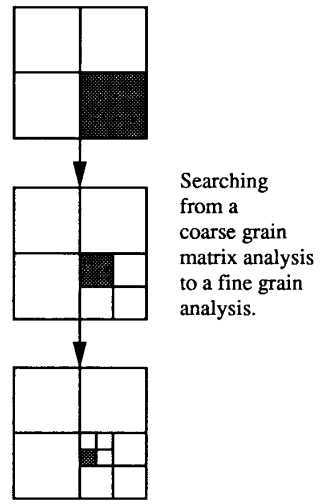 Searching
from a
coarse grain
matrix analysis
to a fine grain
analysis.